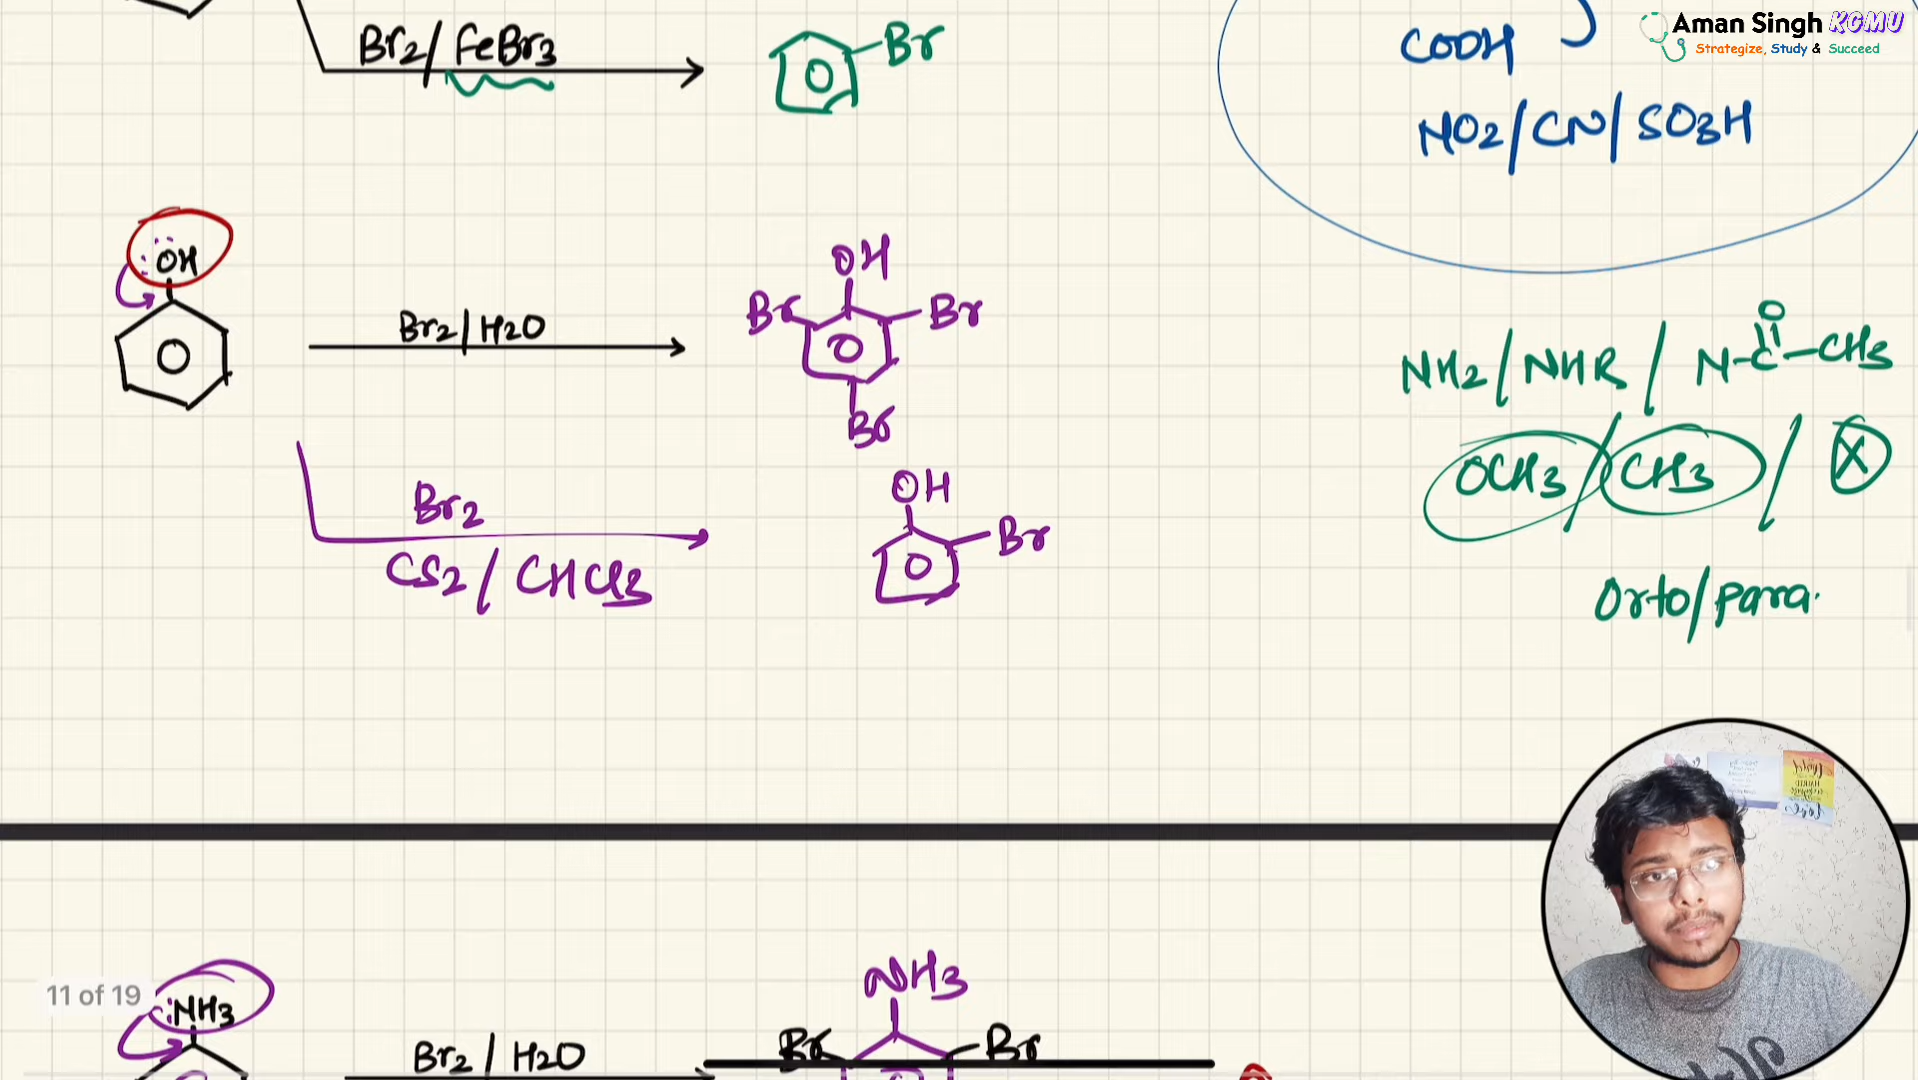 Aman Singh KGMU
Strategize, Study & Succeed
Br2/FeBr3
Br
COOH
NO2/CN/SO3H
OH
Br2/H2O
OH
Br Br
Br
NH2/NHR/N-C-CH3
O
OCH3/CH3/X
Br2
CS2/CHCl3
OH
Br
Orto/para.
11 of 19
:NH3
Br2/H2O
NH3
Br Br